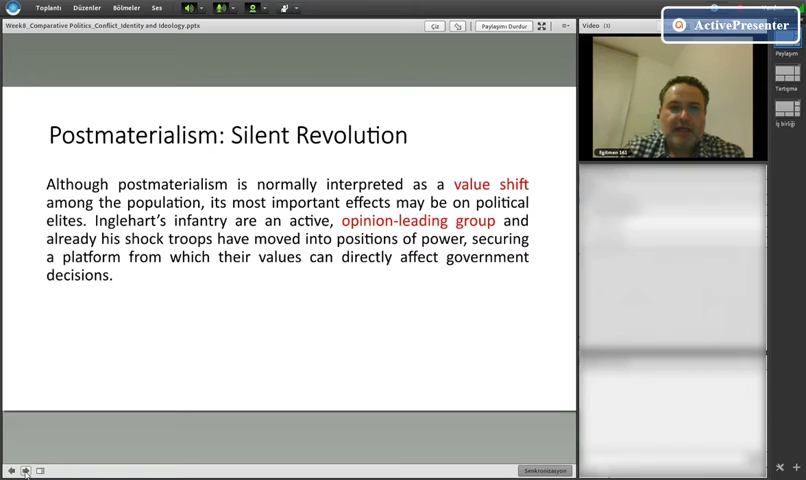 Toplantı Düzenler Bölmeler Ses
ActivePresenter
Week8_Comparative Politics_Conflict_Identity and Ideology.pptx
Çiz
Paylaşımı Durdur
Video (3)
Paylaşım
Tartışma
İş birliği
Eğitmen 161
Postmaterialism: Silent Revolution
Although postmaterialism is normally interpreted as a value shift
among the population, its most important effects may be on political
elites. Inglehart's infantry are an active, opinion-leading group and
already his shock troops have moved into positions of power, securing
a platform from which their values can directly affect government
decisions.
Senkronizasyon